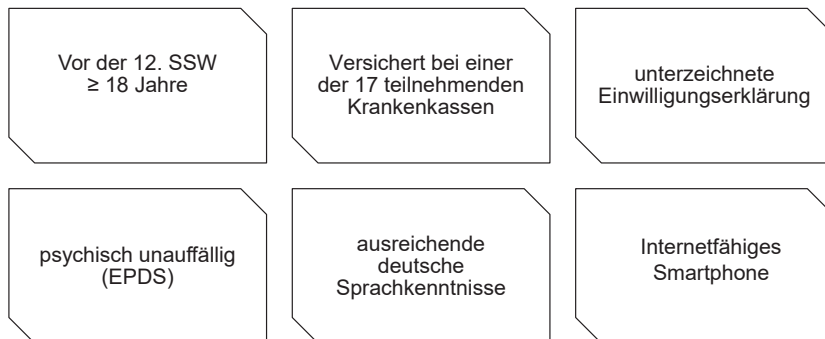 Vor der 12. SSW
≥ 18 Jahre
Versichert bei einer
der 17 teilnehmenden
Krankenkassen
unterzeichnete
Einwilligungserklärung
psychisch unauffällig
(EPDS)
ausreichende
deutsche
Sprachkenntnisse
Internetfähiges
Smartphone